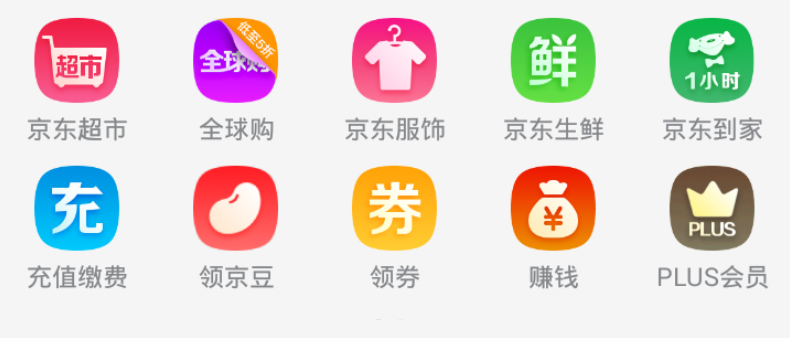 超市
全球购
低至5折
鲜
1小时
京东超市
全球购
京东服饰
京东生鲜
京东到家
充
券
¥
PLUS
充值缴费
领京豆
领券
赚钱
PLUS会员